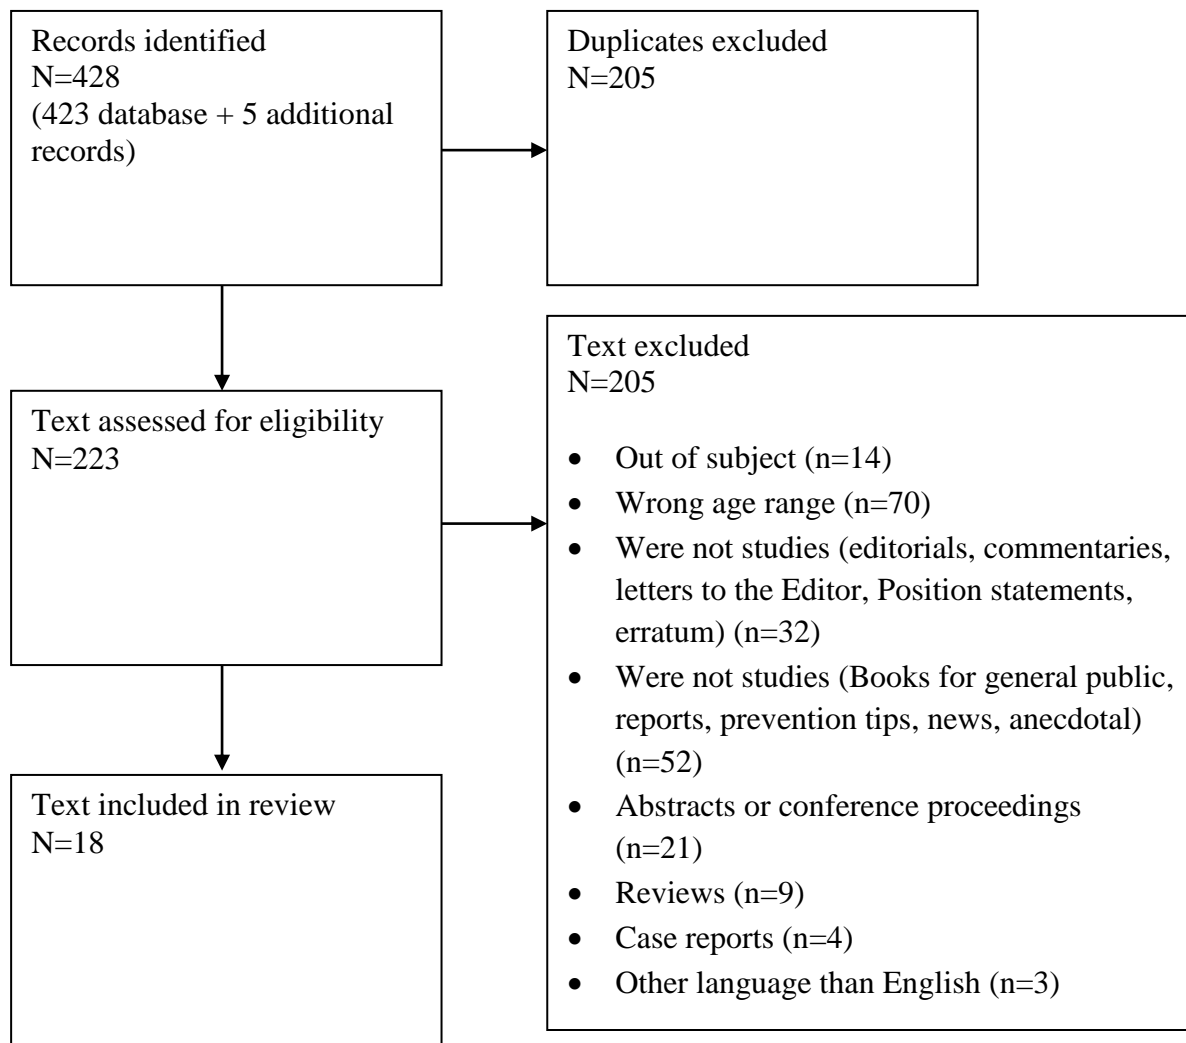 Records identified
N=428
(423 database + 5 additional
records)
Duplicates excluded
N=205
Text assessed for eligibility
N=223
Text excluded
N=205
• Out of subject (n=14)
• Wrong age range (n=70)
• Were not studies (editorials, commentaries,
letters to the Editor, Position statements,
erratum) (n=32)
• Were not studies (Books for general public,
reports, prevention tips, news, anecdotal)
(n=52)
• Abstracts or conference proceedings
(n=21)
• Reviews (n=9)
• Case reports (n=4)
• Other language than English (n=3)
Text included in review
N=18